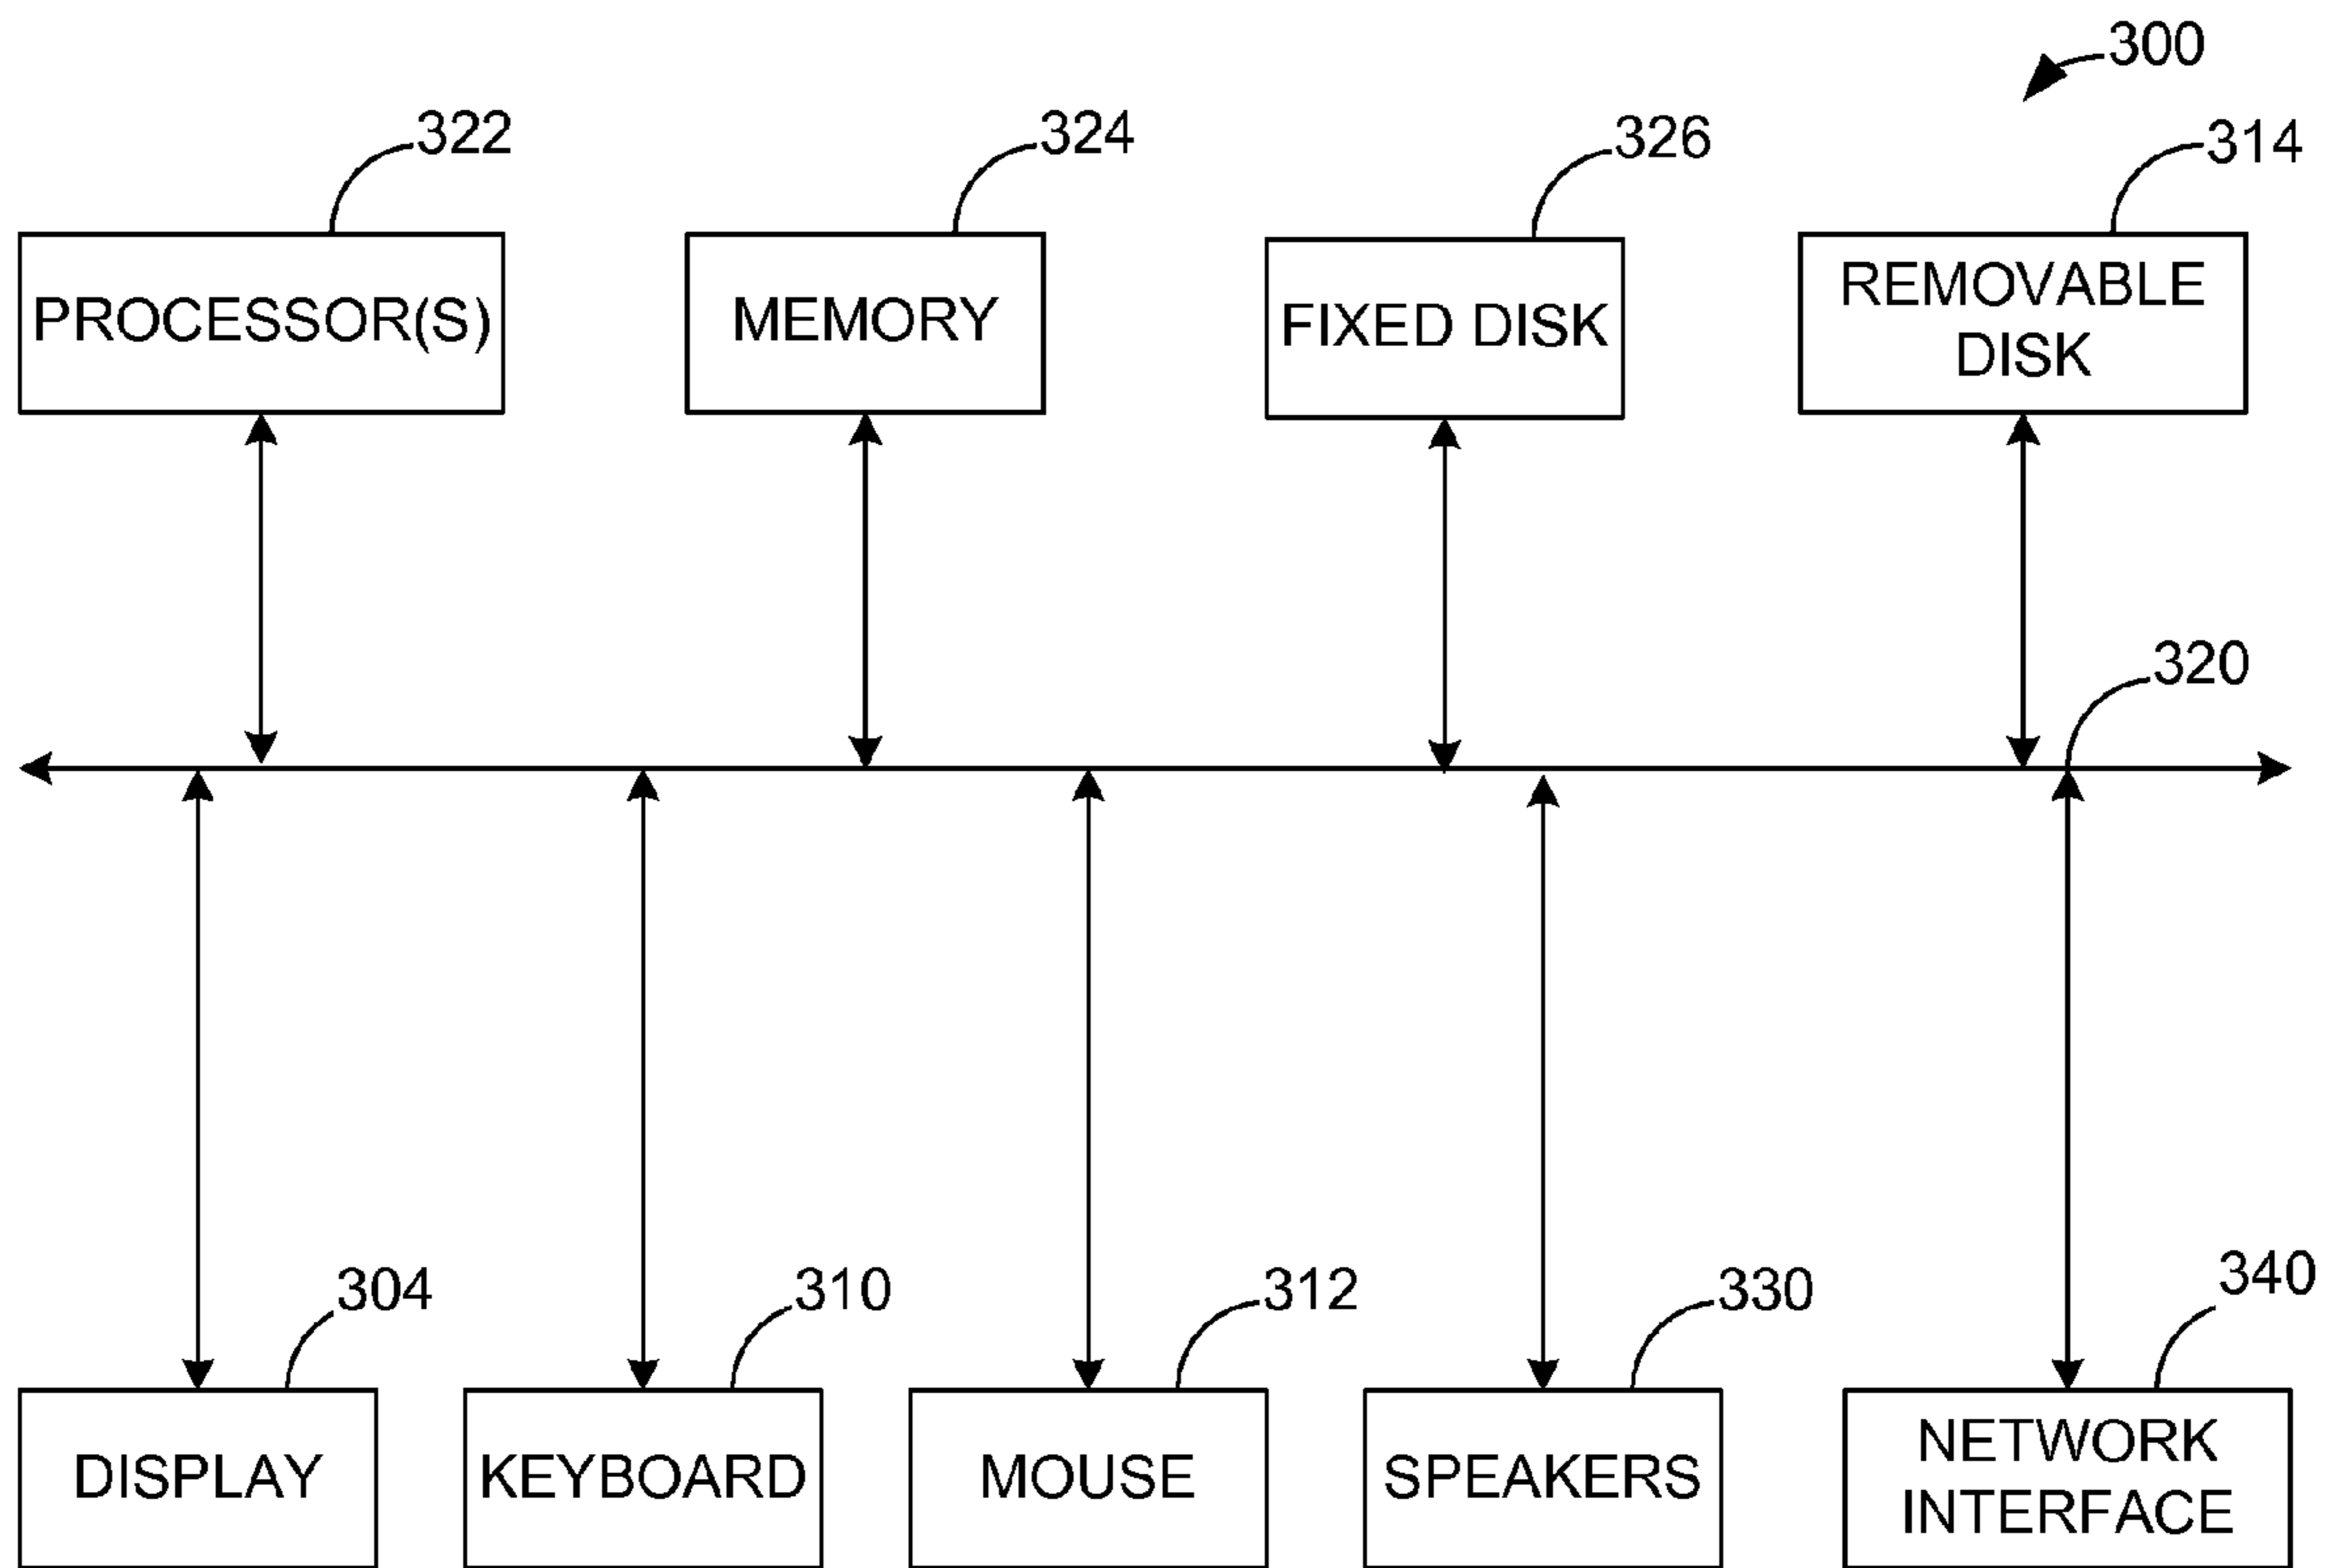 300
322
324
326
314
PROCESSOR(S)
MEMORY
FIXED DISK
REMOVABLE
DISK
320
304
310
312
330
340
DISPLAY
KEYBOARD
MOUSE
SPEAKERS
NETWORK
INTERFACE